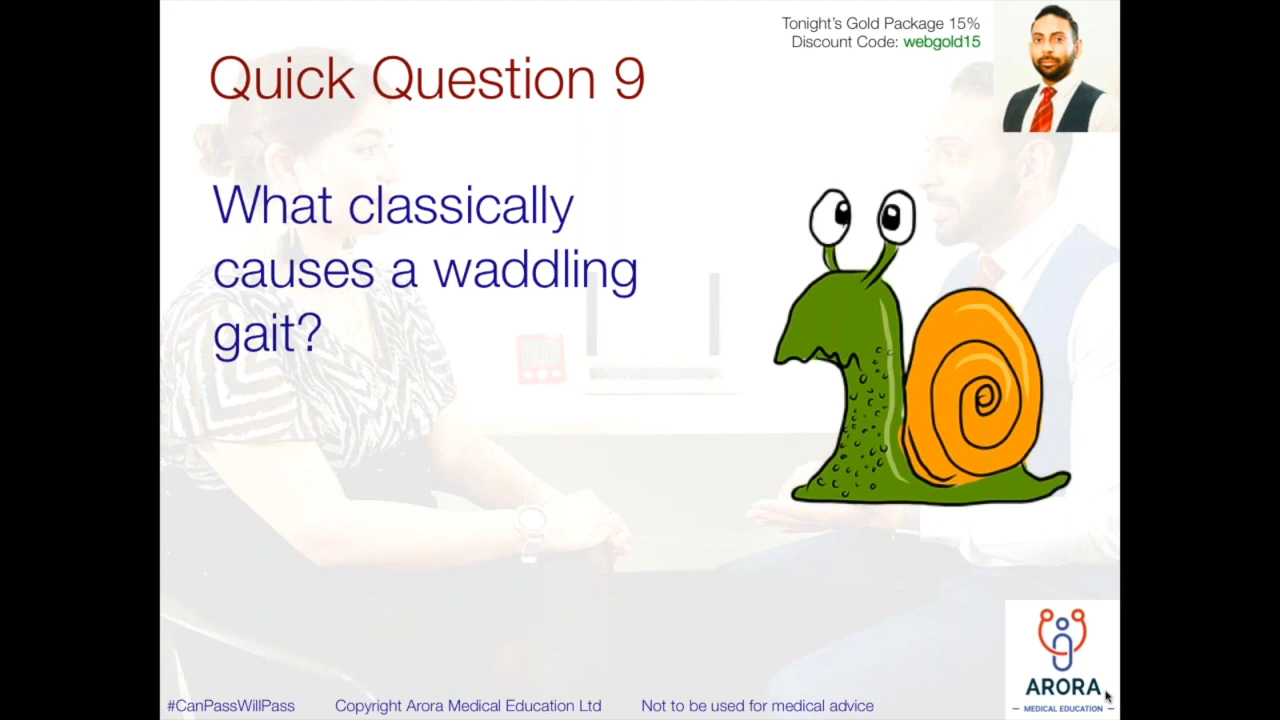 Tonight's Gold Package 15%
Discount Code: webgold15
Quick Question 9
What classically
causes a waddling
gait?
ARORA
— MEDICAL EDUCATION —
#CanPassWillPass Copyright Arora Medical Education Ltd Not to be used for medical advice